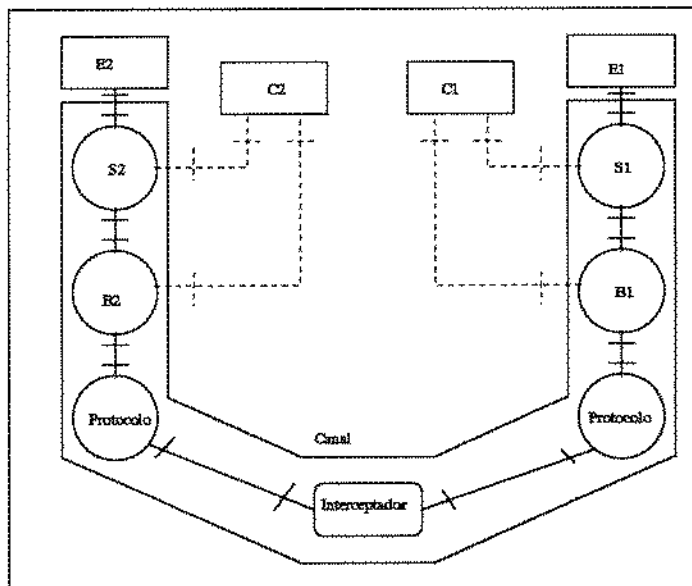 E2
C2
C1
E1
S2
S1
B2
B1
Protocolo
Protocolo
Canal
Interceptador